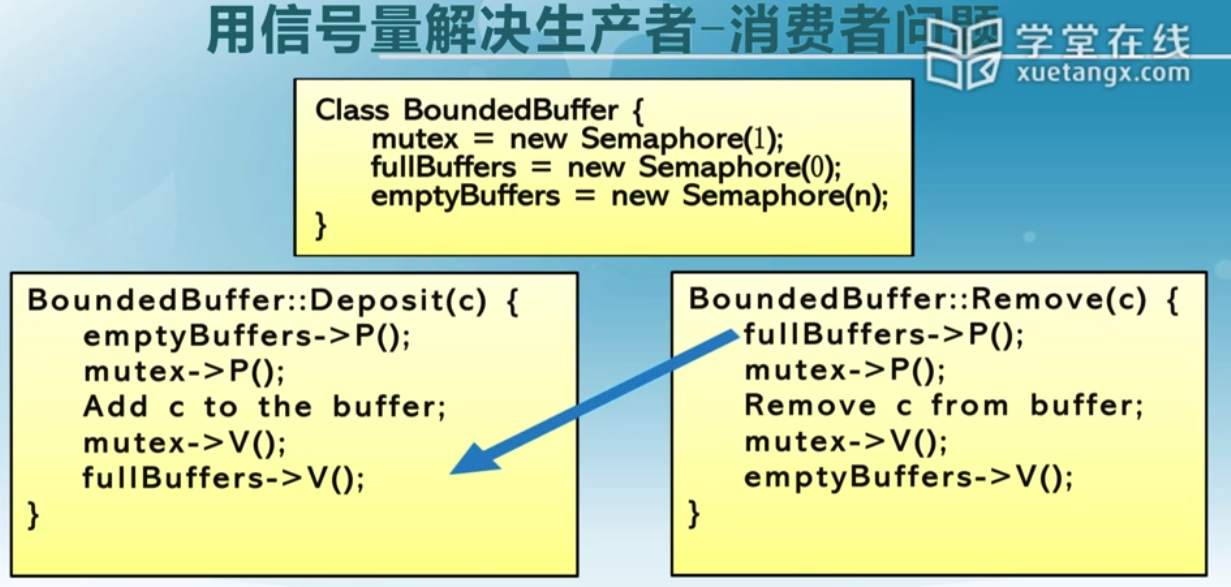 用信号量解决生产者-消费者问题
学堂在线
xuetangx.com
Class BoundedBuffer {
mutex = new Semaphore(1);
fullBuffers = new Semaphore(0);
emptyBuffers = new Semaphore(n);
}
BoundedBuffer::Deposit(c) {
emptyBuffers->P();
mutex->P();
Add c to the buffer;
mutex->V();
fullBuffers->V();
}
BoundedBuffer::Remove(c) {
fullBuffers->P();
mutex->P();
Remove c from buffer;
mutex->V();
emptyBuffers->V();
}